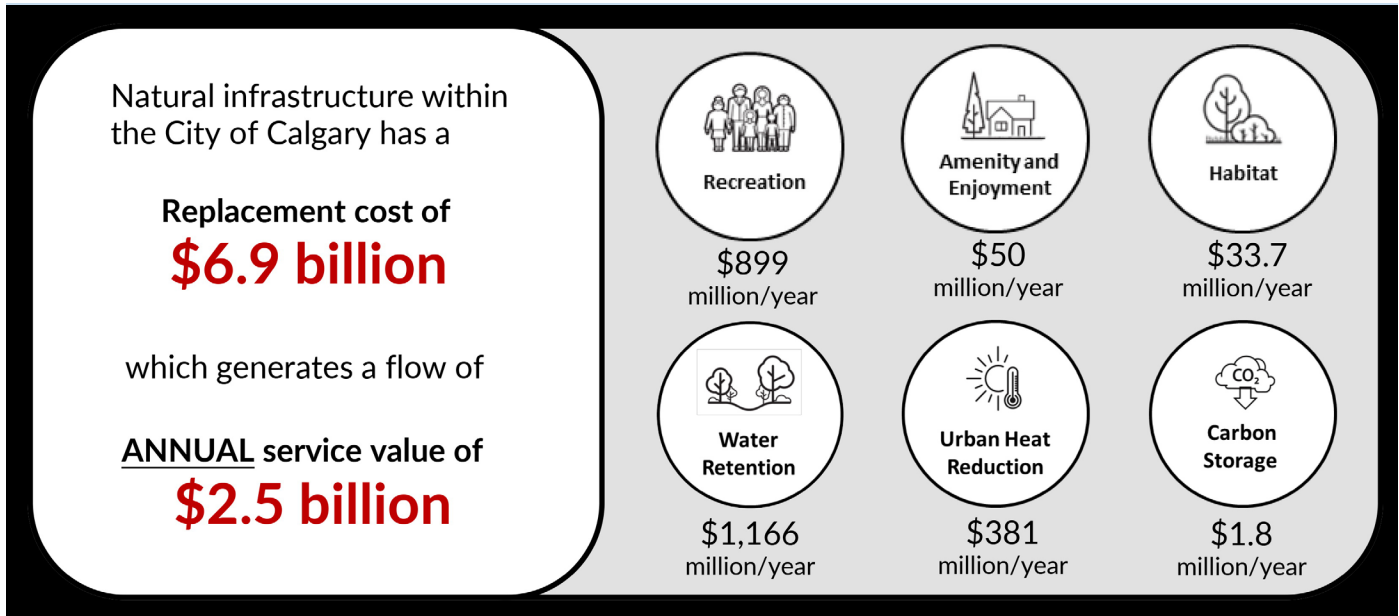 Natural infrastructure within
the City of Calgary has a
Replacement cost of
$6.9 billion
which generates a flow of
ANNUAL service value of
$2.5 billion
Recreation
$899
million/year
Amenity and
Enjoyment
$50
million/year
Habitat
$33.7
million/year
Water
Retention
$1,166
million/year
Urban Heat
Reduction
$381
million/year
CO₂
Carbon
Storage
$1.8
million/year